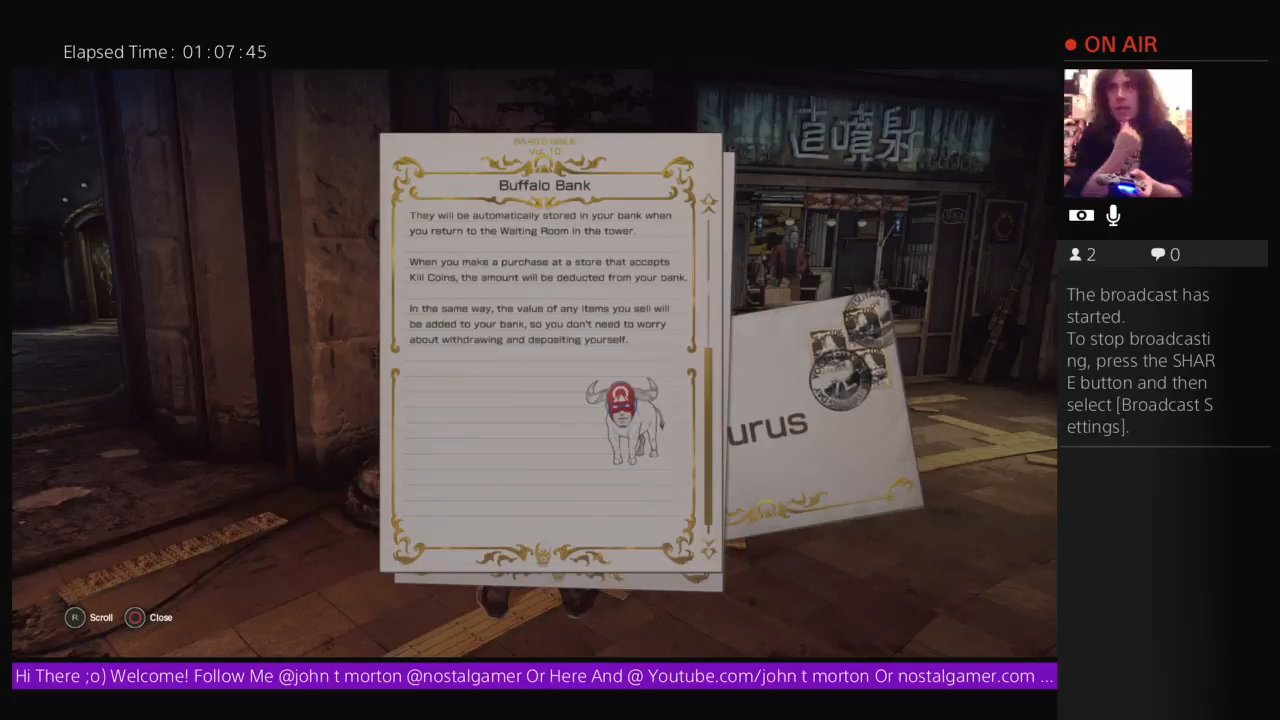 Elapsed Time: 01:07:45
ON AIR
Vol. 10
Buffalo Bank
They will be automatically stored in your bank when
you return to the Waiting Room in the tower.
When you make a purchase at a store that accepts
Kill Coins, the amount will be deducted from your bank.
In the same way, the value of any items you sell will
be added to your bank, so you don't need to worry
about withdrawing and depositing yourself.
造噴射
urus
R
Scroll
Close
2
0
The broadcast has
started.
To stop broadcasti
ng, press the SHAR
E button and then
select [Broadcast S
ettings].
Hi There ;o) Welcome! Follow Me @john t morton @nostalgamer Or Here And @ Youtube.com/john t morton Or nostalgamer.com ...